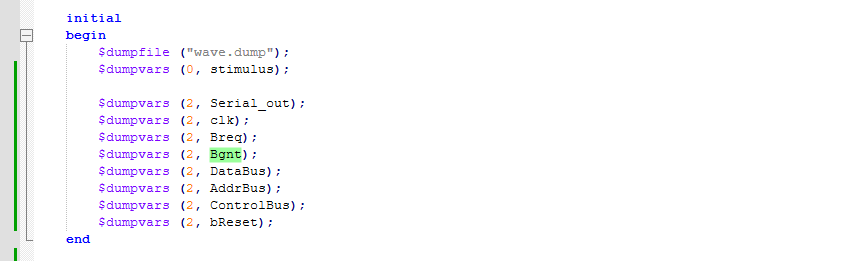 initial
begin
$dumpfile ("wave.dump");
$dumpvars (0, stimulus);
$dumpvars (2, Serial_out);
$dumpvars (2, clk);
$dumpvars (2, Breq);
$dumpvars (2, Bgnt);
$dumpvars (2, DataBus);
$dumpvars (2, AddrBus);
$dumpvars (2, ControlBus);
$dumpvars (2, bReset);
end